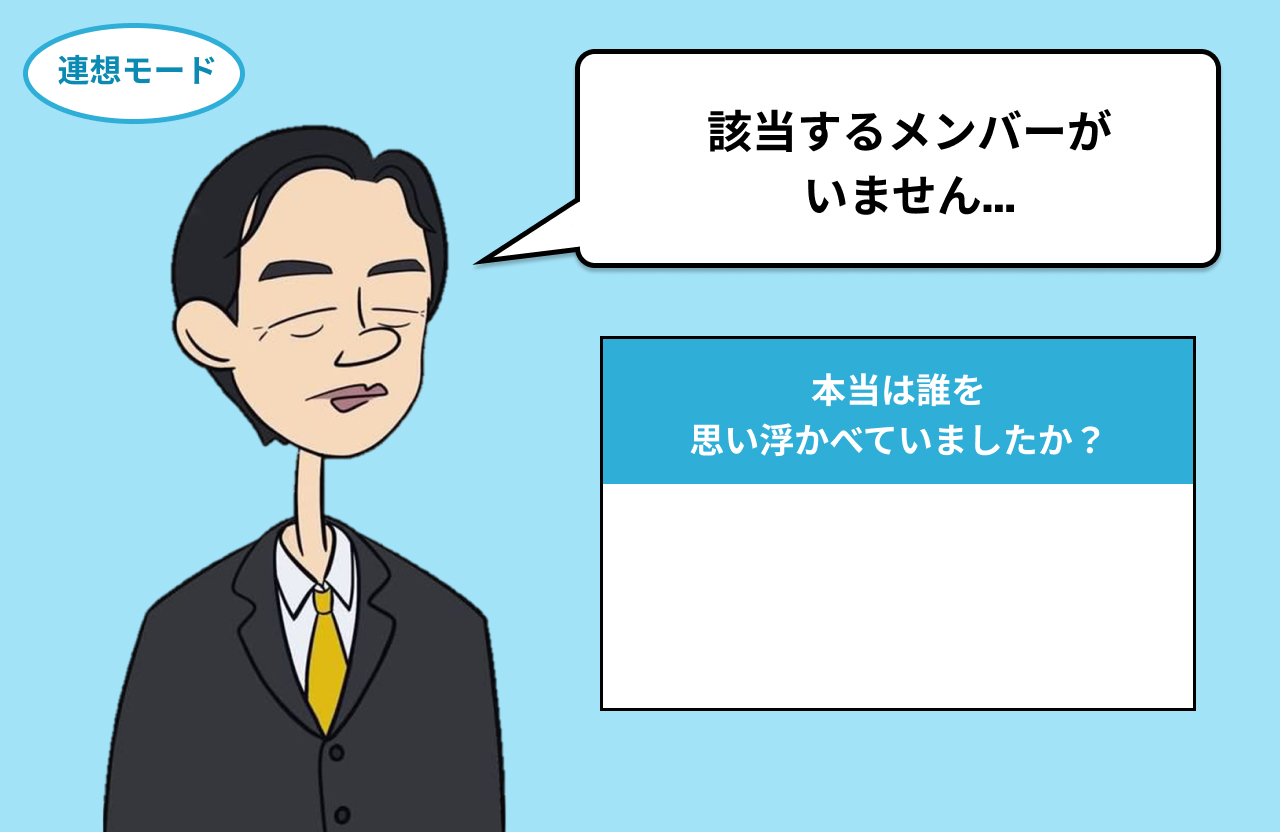 連想モード
該当するメンバーが
いません...
本当は誰を
思い浮かべていましたか？